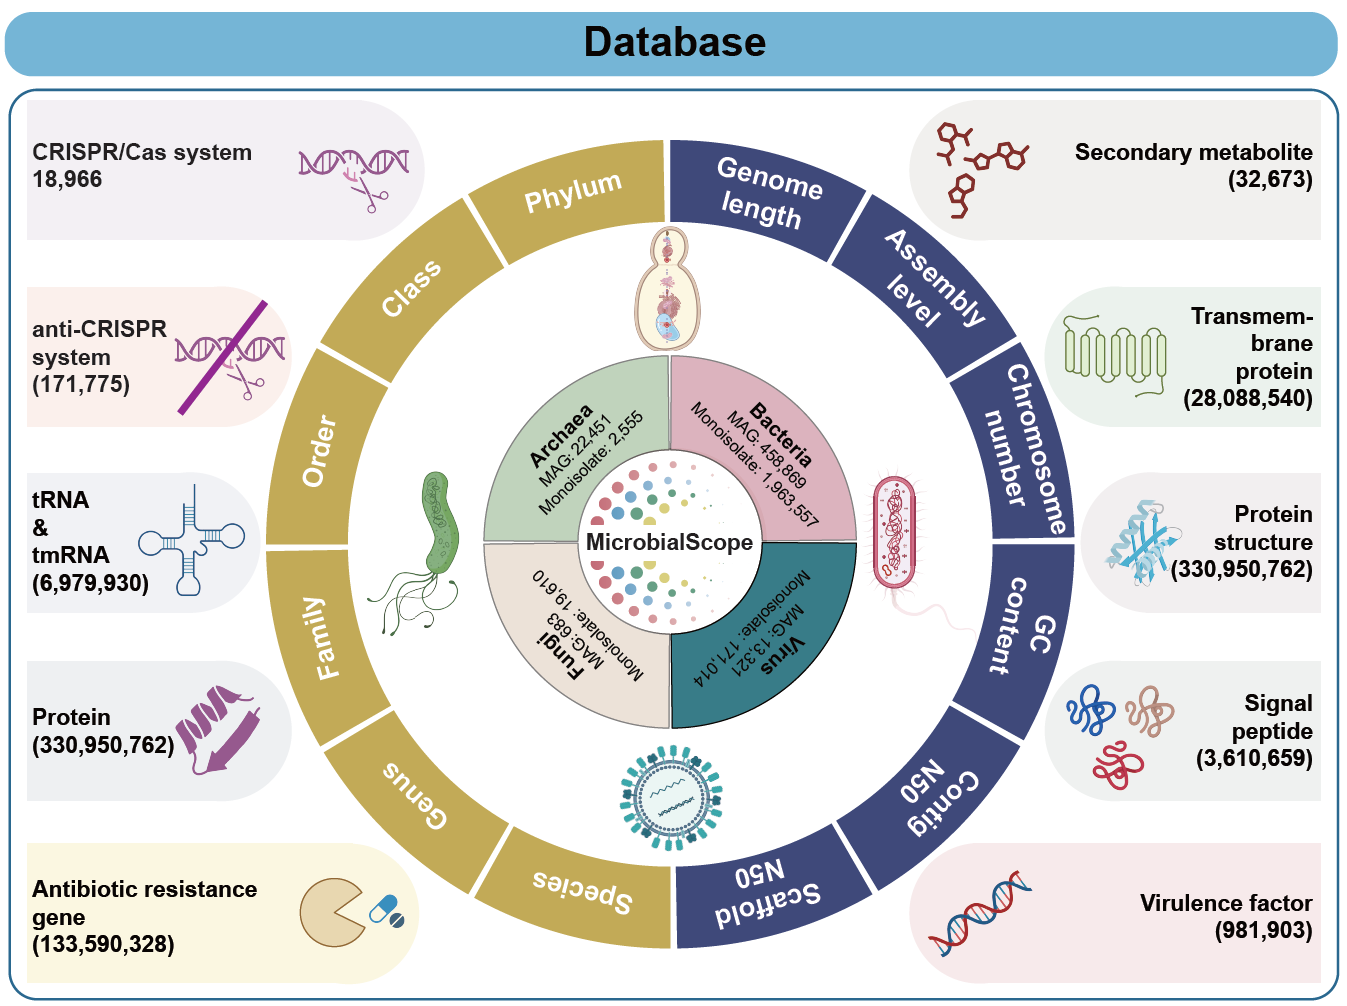 Database
CRISPR/Cas system
18,966
anti-CRISPR
system
(171,775)
tRNA
&
tmRNA
(6,979,930)
Protein
(330,950,762)
Antibiotic resistance
gene
(133,590,328)
Phylum
Class
Order
Family
Genus
Species
Genome
length
Assembly
level
Chromosome
number
GC
content
Contig
N50
Scaffold
N50
Archaea
MAG: 22,451
Monoisolate: 2,555
Bacteria
MAG: 458,869
Monoisolate: 1,963,557
MicrobialScope
Fungi
MAG: 683
Monoisolate: 19,610
Virus
MAG: 13,321
Monoisolate: 171,014
Secondary metabolite
(32,673)
Transmem-
brane
protein
(28,088,540)
Protein
structure
(330,950,762)
Signal
peptide
(3,610,659)
Virulence factor
(981,903)